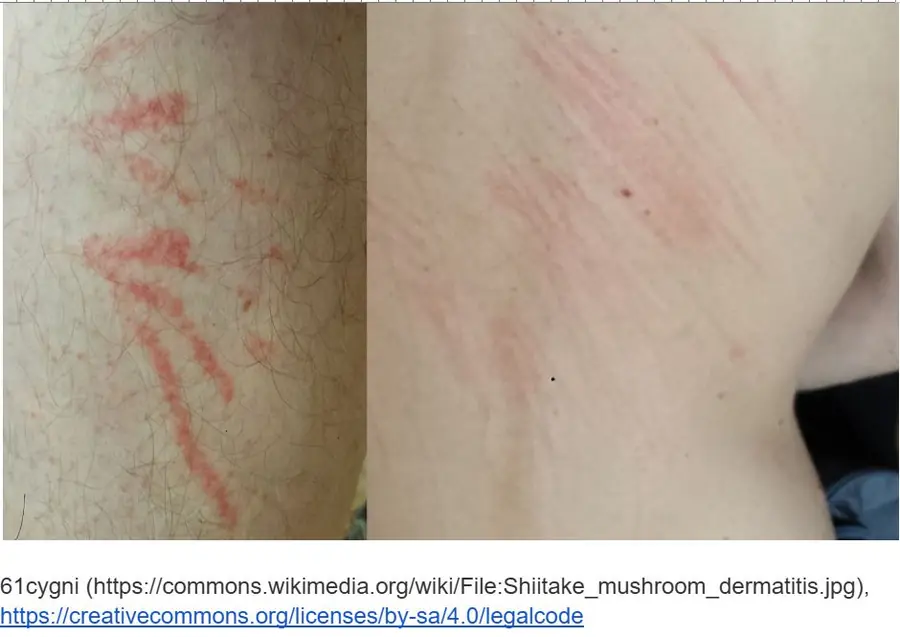 61cygni (https://commons.wikimedia.org/wiki/File:Shiitake_mushroom_dermatitis.jpg),
https://creativecommons.org/licenses/by-sa/4.0/legalcode